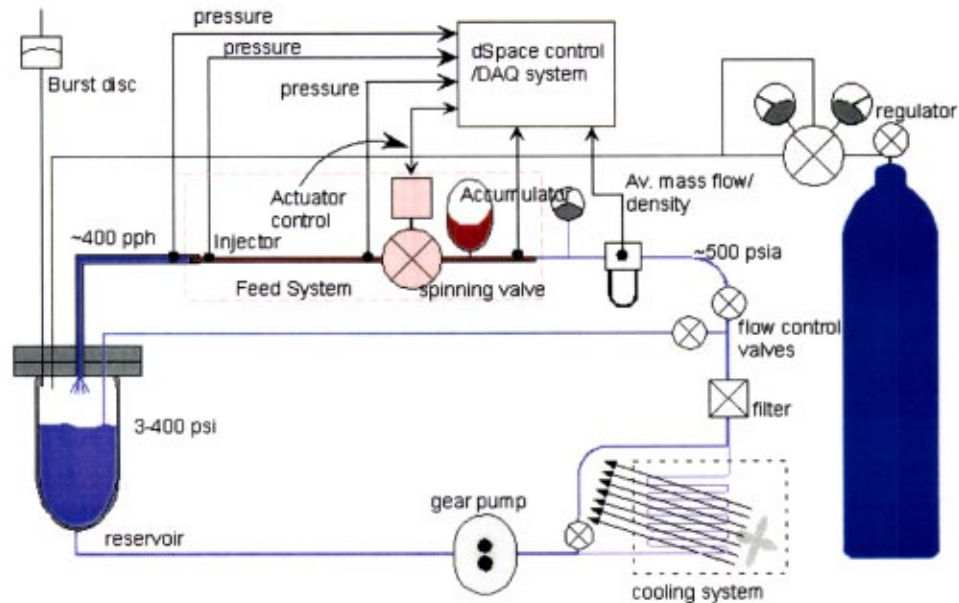 pressure
pressure
pressure
dSpace control
/DAQ system
Burst disc
regulator
Actuator
control
Accumulator
Av. mass flow/
density
~400 pph
Injector
~500 psia
Feed System
spinning valve
flow control
valves
filter
3-400 psi
gear pump
reservoir
cooling system